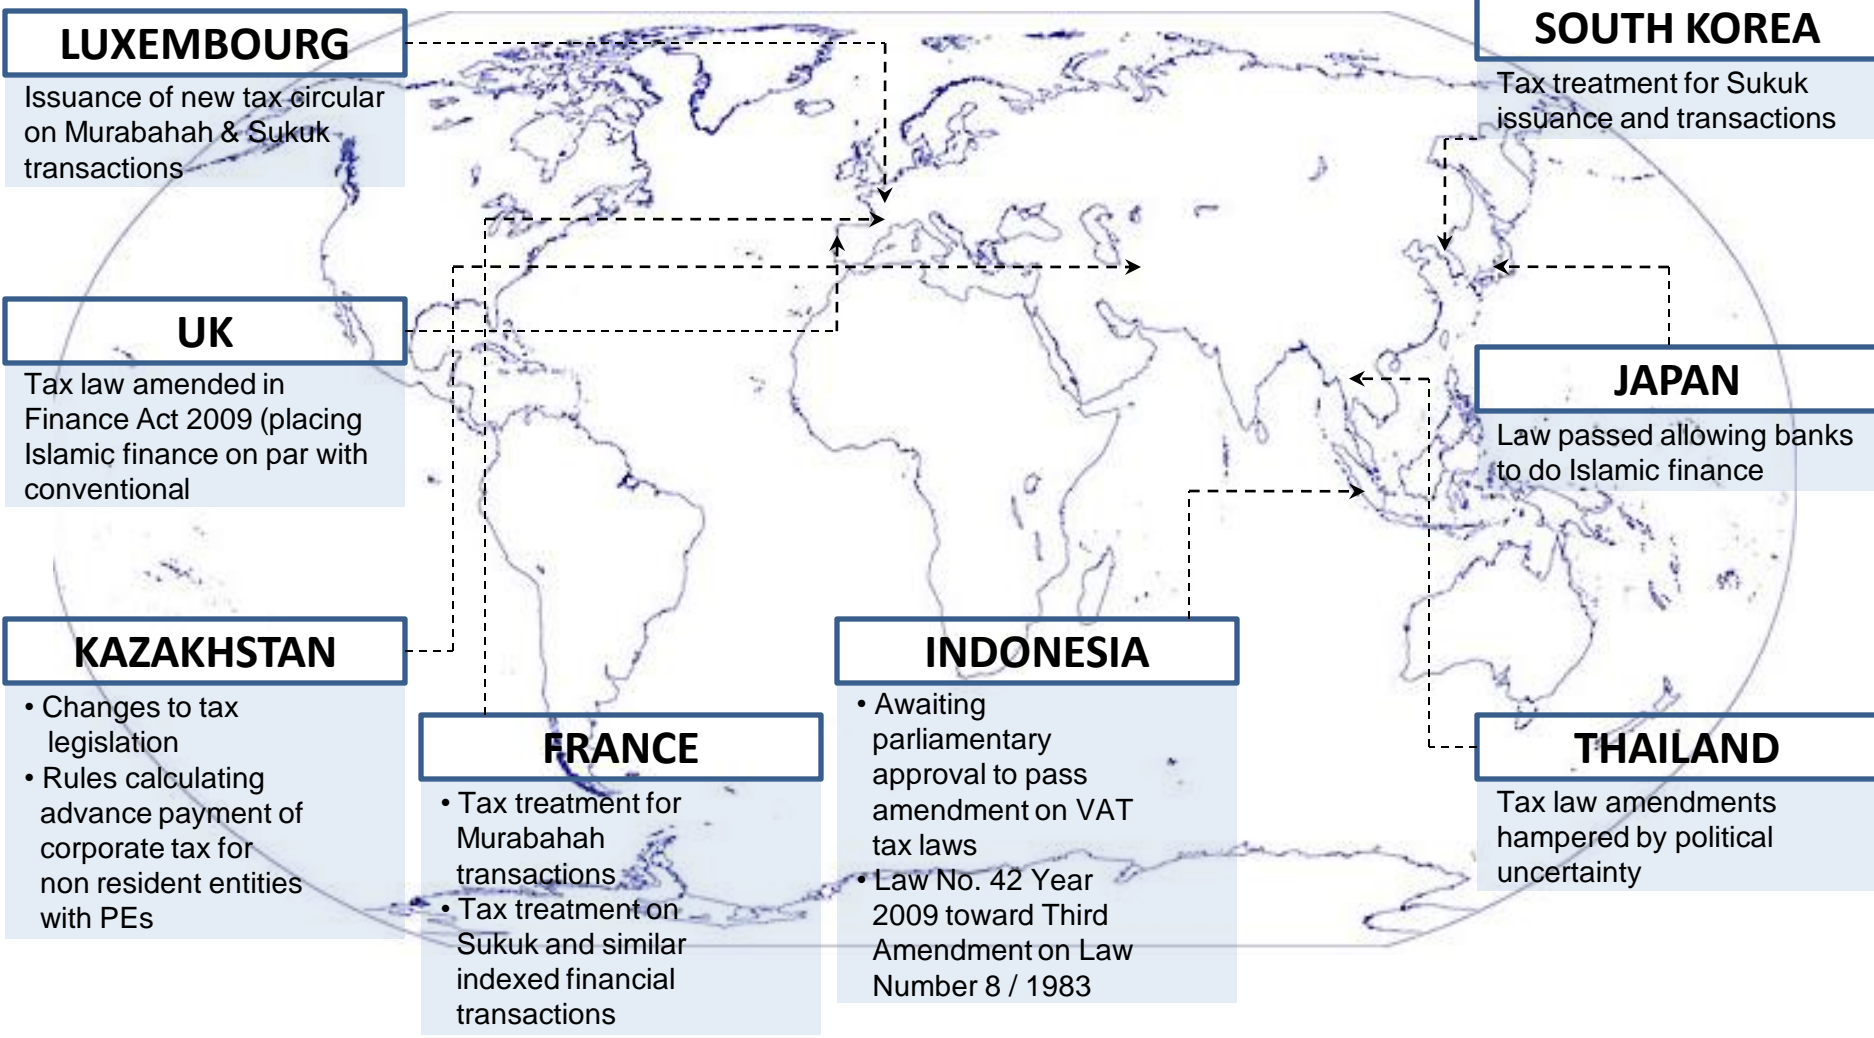 LUXEMBOURG
Issuance of new tax circular
on Murabahah & Sukuk
transactions
SOUTH KOREA
Tax treatment for Sukuk
issuance and transactions
UK
Tax law amended in
Finance Act 2009 (placing
Islamic finance on par with
conventional
JAPAN
Law passed allowing banks
to do Islamic finance
KAZAKHSTAN
• Changes to tax
legislation
• Rules calculating
advance payment of
corporate tax for
non resident entities
with PEs
FRANCE
• Tax treatment for
Murabahah
transactions
• Tax treatment on
Sukuk and similar
indexed financial
transactions
INDONESIA
• Awaiting
parliamentary
approval to pass
amendment on VAT
tax laws
• Law No. 42 Year
2009 toward Third
Amendment on Law
Number 8 / 1983
THAILAND
Tax law amendments
hampered by political
uncertainty